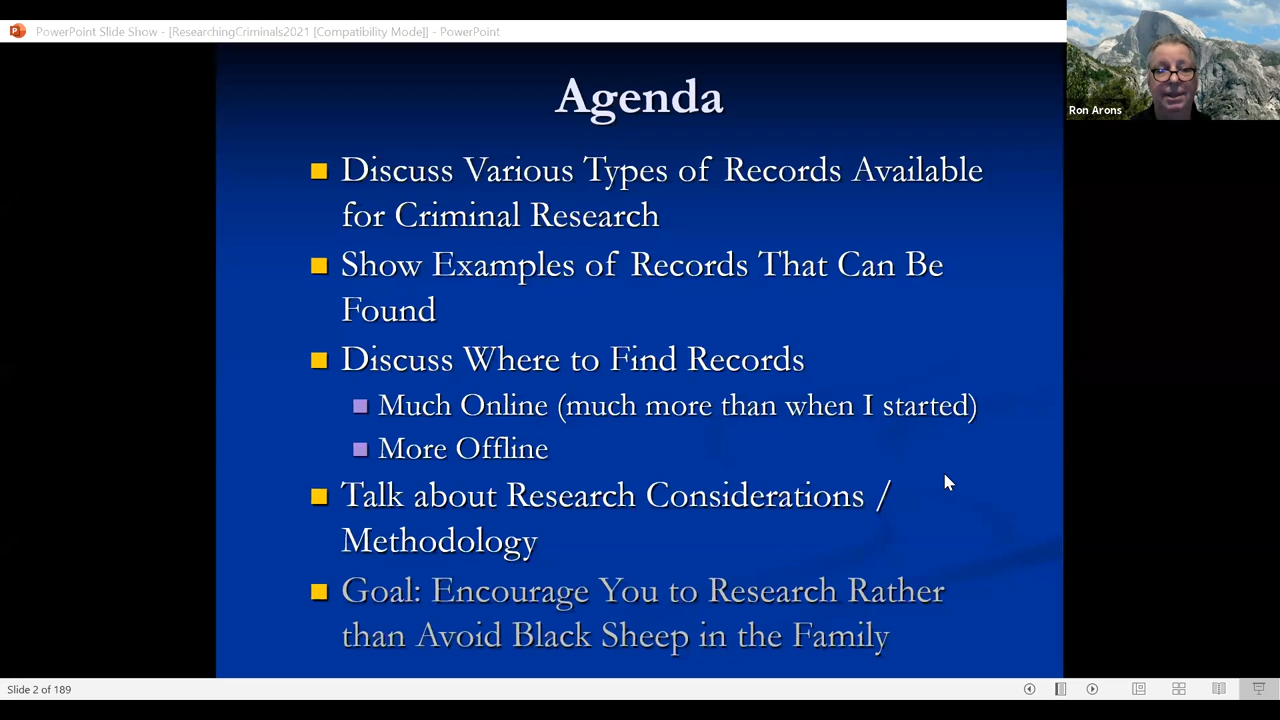 PowerPoint Slide Show - [ResearchingCriminals2021 [Compatibility Mode]] - PowerPoint
Ron Arons
Agenda
Discuss Various Types of Records Available
for Criminal Research
Show Examples of Records That Can Be
Found
Discuss Where to Find Records
Much Online (much more than when I started)
More Offline
Talk about Research Considerations /
Methodology
Goal: Encourage You to Research Rather
than Avoid Black Sheep in the Family
Slide 2 of 189